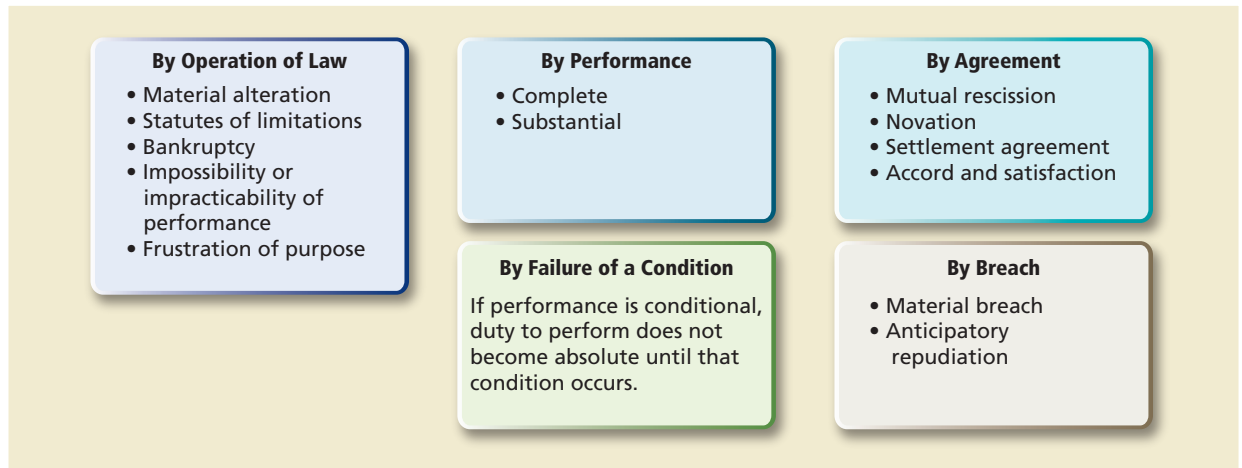 By Operation of Law
• Material alteration
• Statutes of limitations
• Bankruptcy
• Impossibility or
impracticability of
performance
• Frustration of purpose
By Performance
• Complete
• Substantial
By Agreement
• Mutual rescission
• Novation
• Settlement agreement
• Accord and satisfaction
By Failure of a Condition
If performance is conditional,
duty to perform does not
become absolute until that
condition occurs.
By Breach
• Material breach
• Anticipatory
repudiation